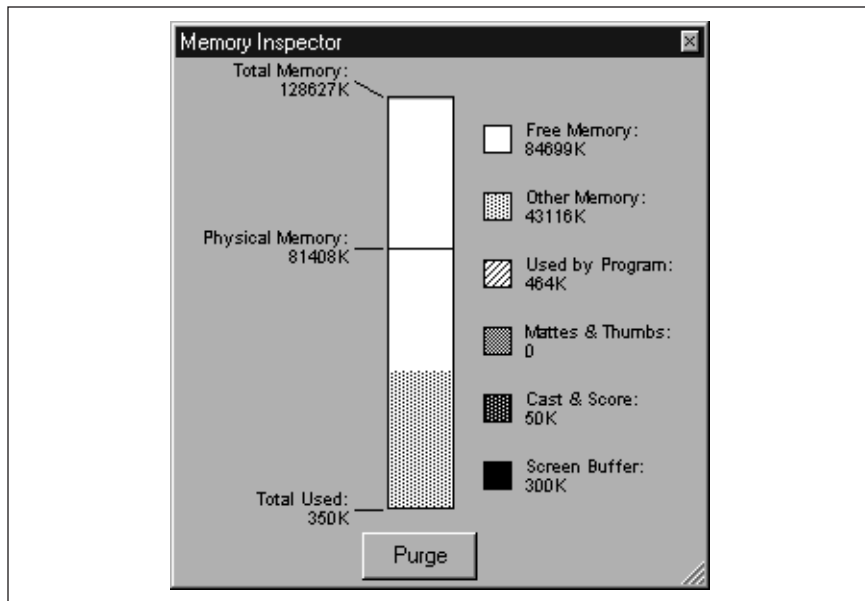 Memory Inspector
Total Memory:
128627K
Physical Memory:
81408K
Total Used:
350K
Free Memory:
84699K
Other Memory:
43116K
Used by Program:
464K
Mattes & Thumbs:
0
Cast & Score:
50K
Screen Buffer:
300K
Purge